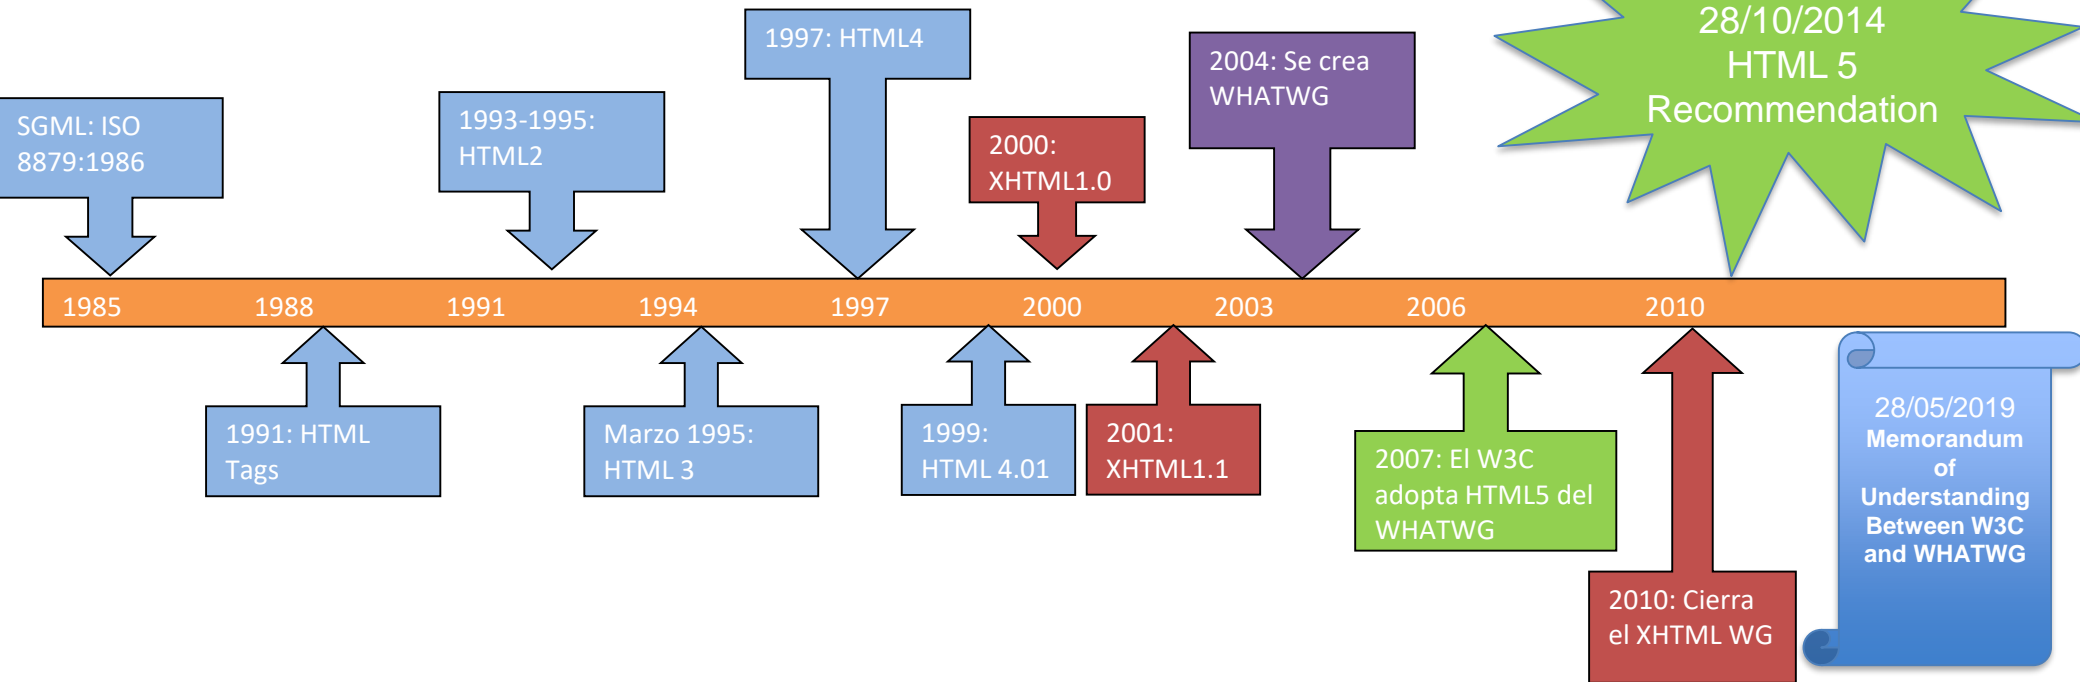 28/10/2014
HTML 5
Recommendation
1997: HTML4
2004: Se crea
WHATWG
SGML: ISO
8879:1986
1993-1995:
HTML2
2000:
XHTML1.0
1985 1988 1991 1994 1997 2000 2003 2006 2010
1991: HTML
Tags
Marzo 1995:
HTML 3
1999:
HTML 4.01
2001:
XHTML1.1
2007: El W3C
adopta HTML5 del
WHATWG
2010: Cierra
el XHTML WG
28/05/2019
Memorandum
of
Understanding
Between W3C
and WHATWG